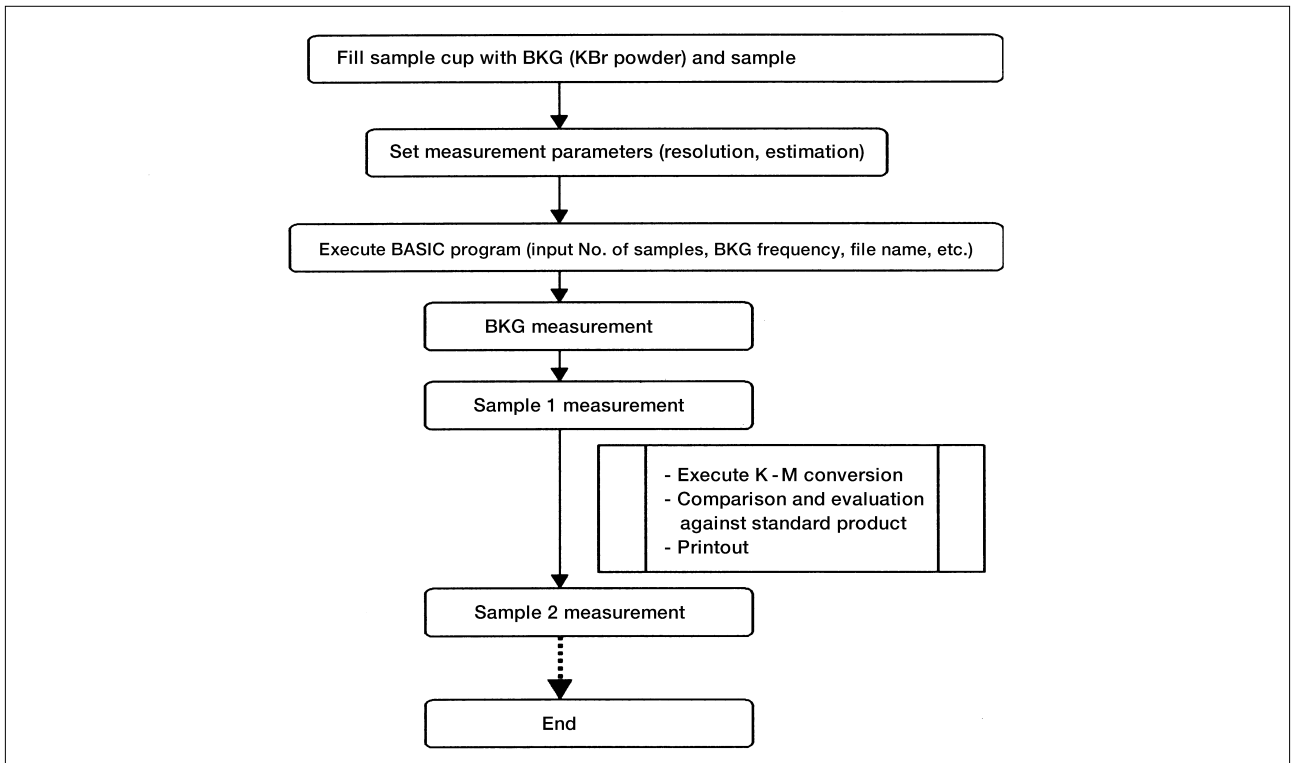 Fill sample cup with BKG (KBr powder) and sample
Set measurement parameters (resolution, estimation)
Execute BASIC program (input No. of samples, BKG frequency, file name, etc.)
BKG measurement
Sample 1 measurement
- Execute K - M conversion
- Comparison and evaluation
against standard product
- Printout
Sample 2 measurement
End